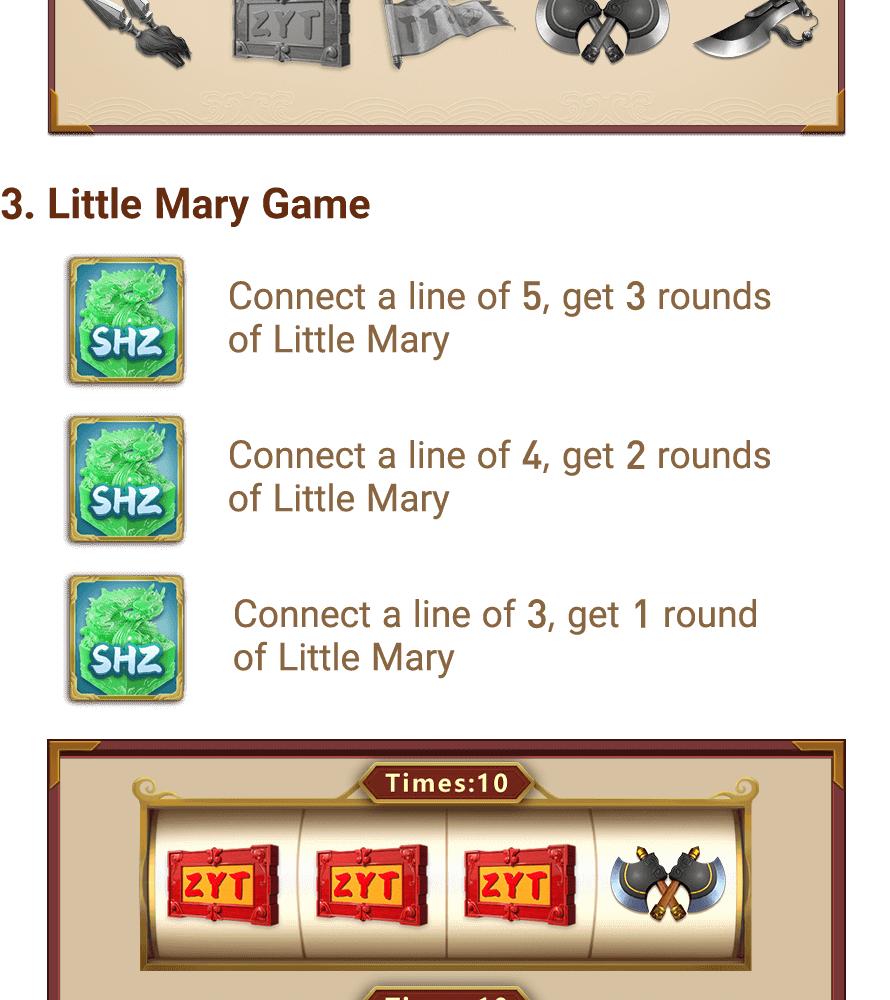 ZYT
3. Little Mary Game
SHZ
Connect a line of 5, get 3 rounds
of Little Mary
SHZ
Connect a line of 4, get 2 rounds
of Little Mary
SHZ
Connect a line of 3, get 1 round
of Little Mary
Times:10
ZYT ZYT ZYT